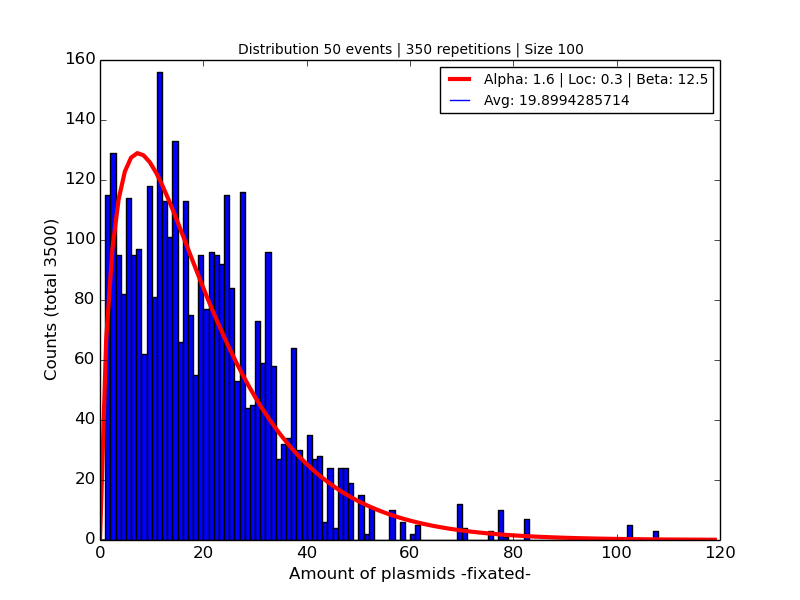 Distribution 50 events | 350 repetitions | Size 100
Alpha: 1.6 | Loc: 0.3 | Beta: 12.5
Avg: 19.8994285714
160
140
120
100
80
60
40
20
0
Counts (total 3500)
0 20 40 60 80 100 120
Amount of plasmids -fixated-